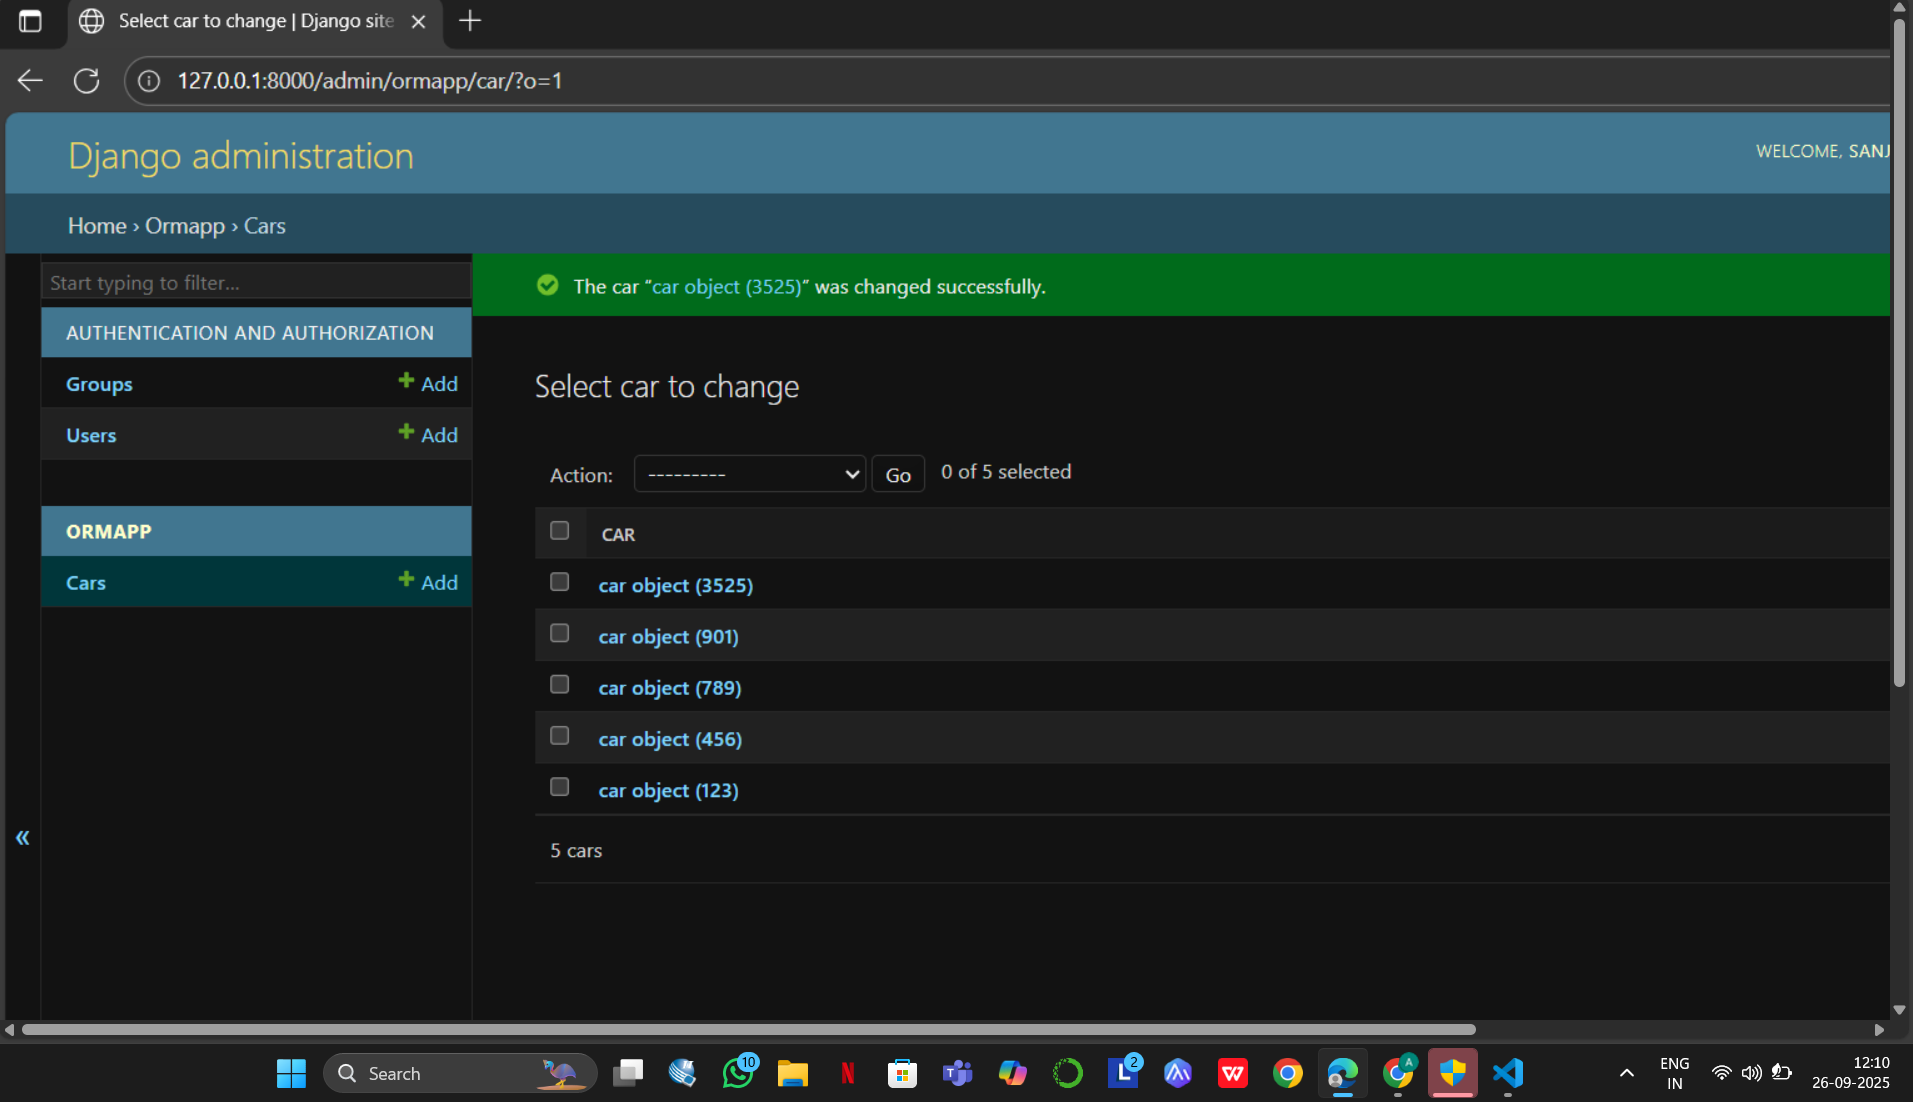 Select car to change | Django site
127.0.0.1:8000/admin/ormapp/car/?o=1
Django administration
WELCOME, SANJ
Home › Ormapp › Cars
Start typing to filter...
The car “car object (3525)” was changed successfully.
AUTHENTICATION AND AUTHORIZATION
Groups
Add
Users
Add
ORMAPP
Cars
Add
«
Select car to change
Action:
---------
Go
0 of 5 selected
CAR
car object (3525)
car object (901)
car object (789)
car object (456)
car object (123)
5 cars
Search
10
N
T
L
2
W
A
ENG
IN
12:10
26-09-2025